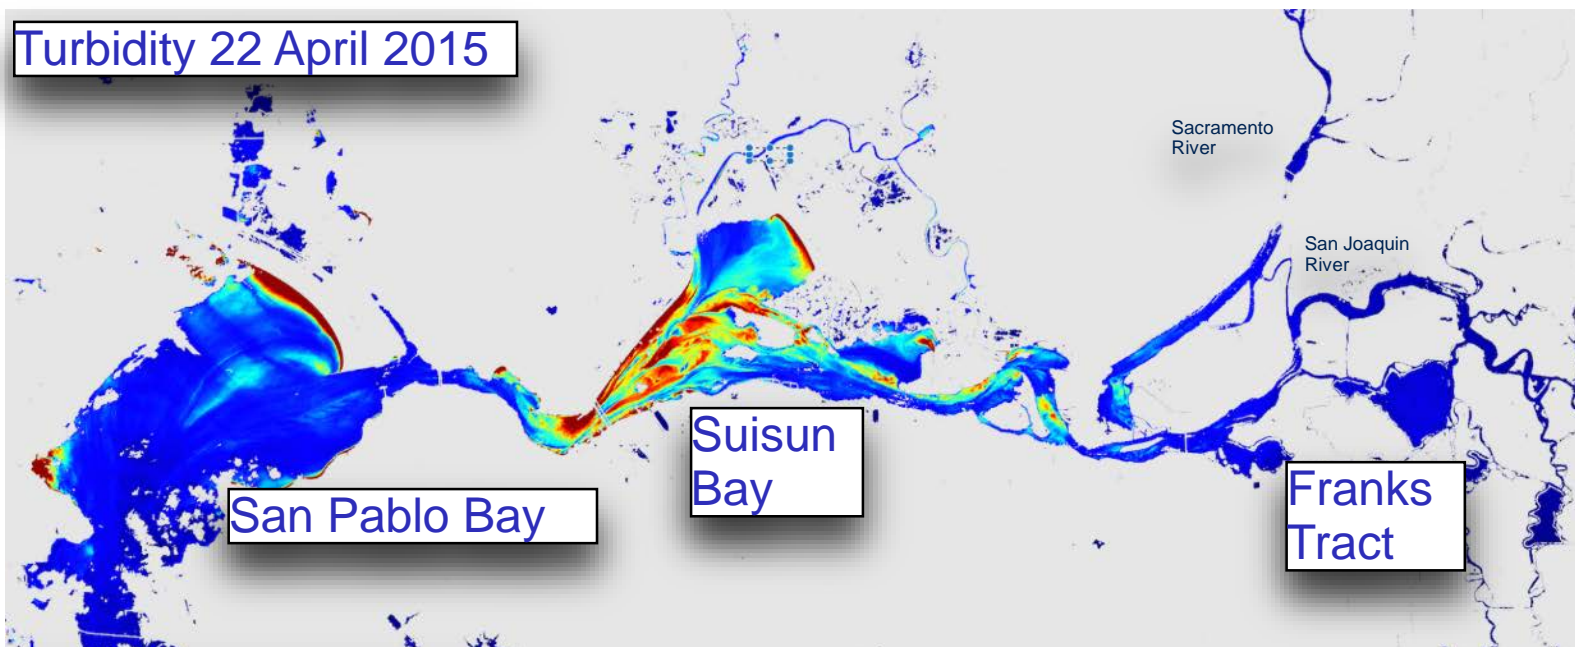 Turbidity 22 April 2015
Sacramento
River
San Joaquin
River
Suisun
Bay
San Pablo Bay
Franks
Tract